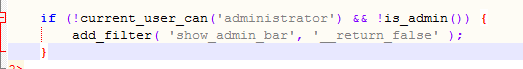 if (!current_user_can('administrator') && !is_admin()) {
add_filter( 'show_admin_bar', '__return_false' );
}
?>